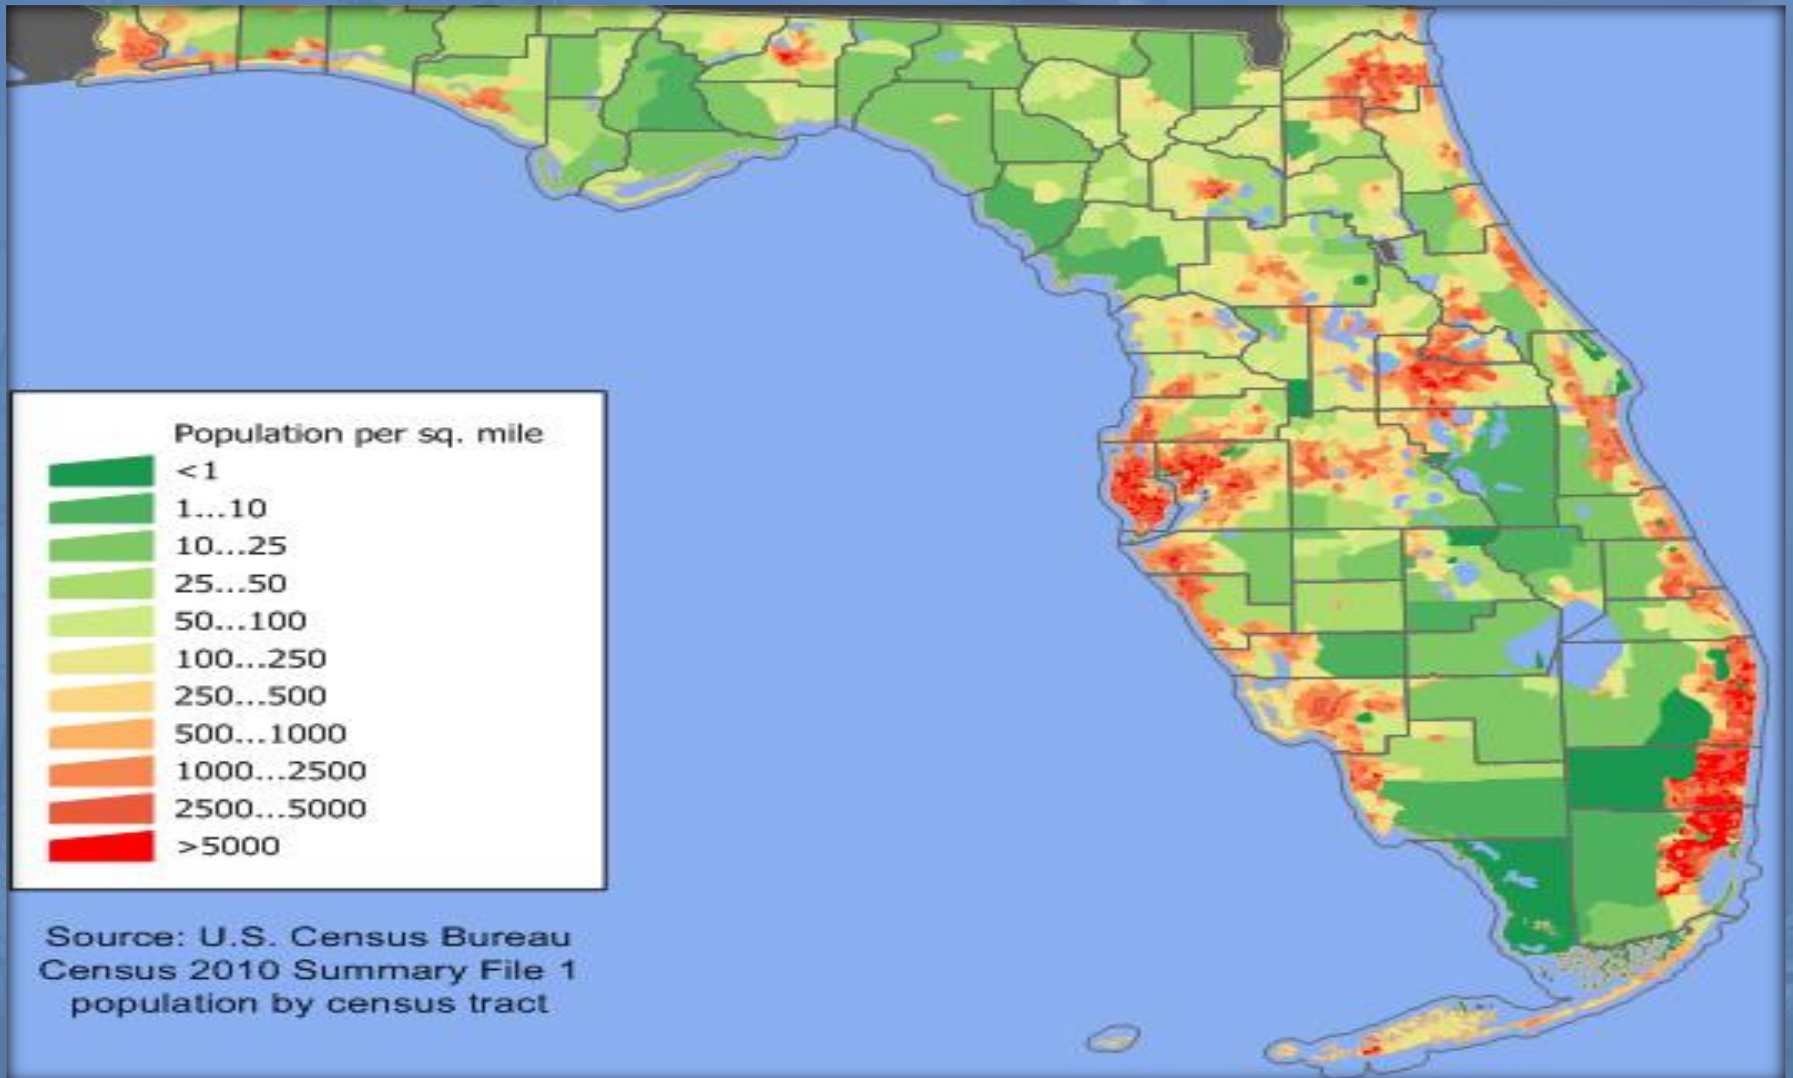 Population per sq. mile
<1
1...10
10...25
25...50
50...100
100...250
250...500
500...1000
1000...2500
2500...5000
>5000
Source: U.S. Census Bureau
Census 2010 Summary File 1
population by census tract